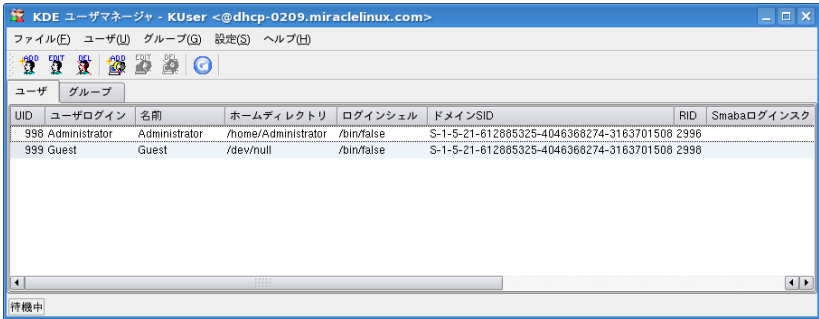 KDE ユーザマネージャ - KUser <@dhcp-0209.miraclelinux.com>
ファイル(F) ユーザ(U) グループ(G) 設定(S) ヘルプ(H)
ADD EDIT DEL ADD EDIT DEL G
ユーザ グループ
UID ユーザログイン 名前 ホームディレクトリ ログインシェル ドメインSID RID Smabaログインスク
998 Administrator Administrator /home/Administrator /bin/false S-1-5-21-612885325-4046368274-3163701508 2996
999 Guest Guest /dev/null /bin/false S-1-5-21-612885325-4046368274-3163701508 2998
待機中